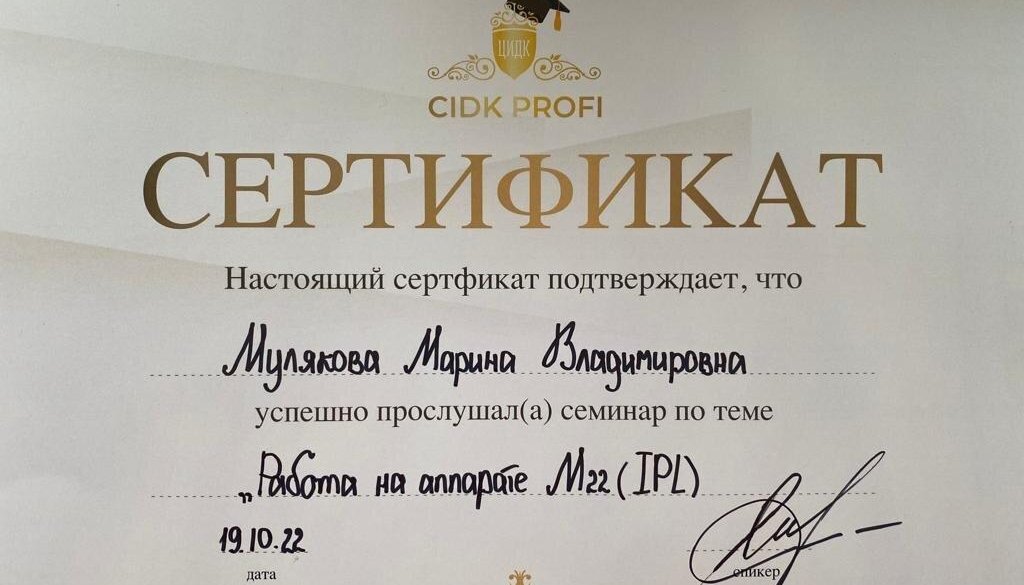 ЦИДК
CIDK PROFI
СЕРТИФИКАТ
Настоящий сертфикат подтверждает, что
Мулякова Марина Владимировна
успешно прослушал(а) семинар по теме
„Работа на аппарате М22 (IPL)
19.10.22
дата
спикер